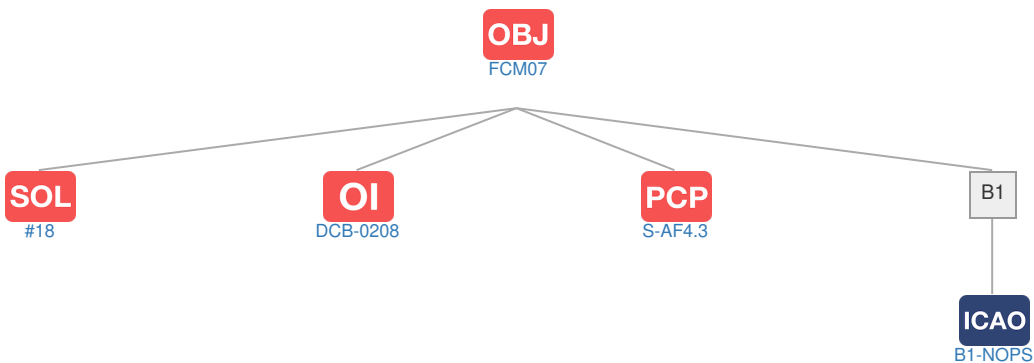 OBJ
FCM07
SOL
#18
OI
DCB-0208
PCP
S-AF4.3
B1
ICAO
B1-NOPS